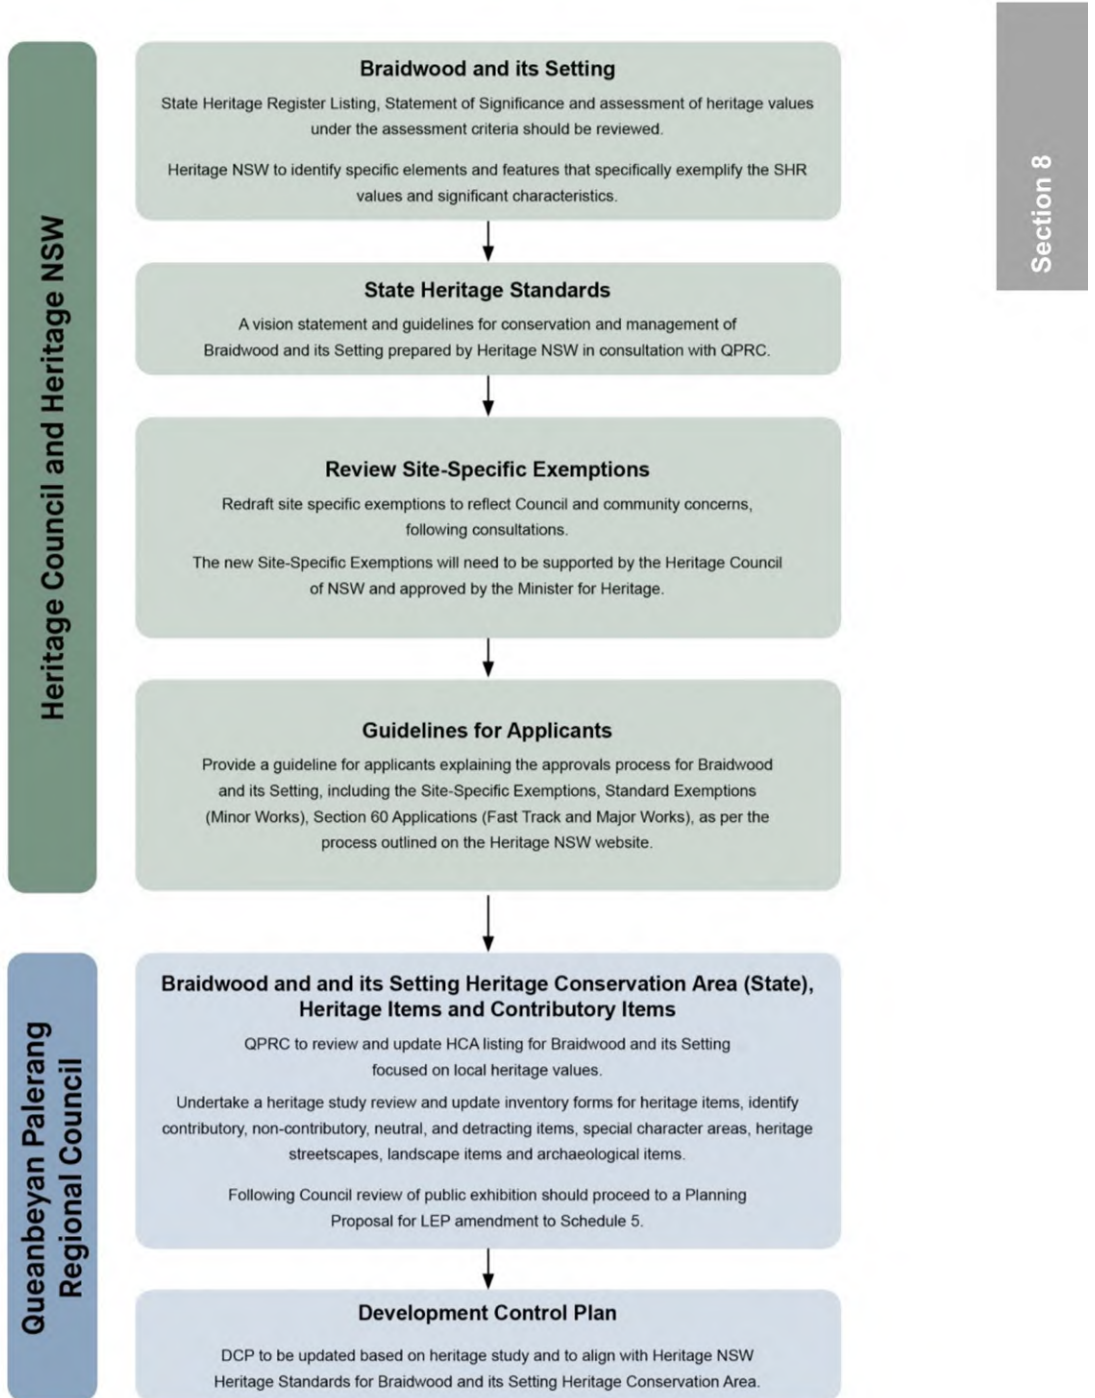 Section 8
Heritage Council and Heritage NSW
Braidwood and its Setting
State Heritage Register Listing, Statement of Significance and assessment of heritage values
under the assessment criteria should be reviewed.
Heritage NSW to identify specific elements and features that specifically exemplify the SHR
values and significant characteristics.
State Heritage Standards
A vision statement and guidelines for conservation and management of
Braidwood and its Setting prepared by Heritage NSW in consultation with QPRC.
Review Site-Specific Exemptions
Redraft site specific exemptions to reflect Council and community concerns,
following consultations.
The new Site-Specific Exemptions will need to be supported by the Heritage Council
of NSW and approved by the Minister for Heritage.
Guidelines for Applicants
Provide a guideline for applicants explaining the approvals process for Braidwood
and its Setting, including the Site-Specific Exemptions, Standard Exemptions
(Minor Works), Section 60 Applications (Fast Track and Major Works), as per the
process outlined on the Heritage NSW website.
Queanbeyan Palerang
Regional Council
Braidwood and and its Setting Heritage Conservation Area (State),
Heritage Items and Contributory Items
QPRC to review and update HCA listing for Braidwood and its Setting
focused on local heritage values.
Undertake a heritage study review and update inventory forms for heritage items, identify
contributory, non-contributory, neutral, and detracting items, special character areas, heritage
streetscapes, landscape items and archaeological items.
Following Council review of public exhibition should proceed to a Planning
Proposal for LEP amendment to Schedule 5.
Development Control Plan
DCP to be updated based on heritage study and to align with Heritage NSW
Heritage Standards for Braidwood and its Setting Heritage Conservation Area.